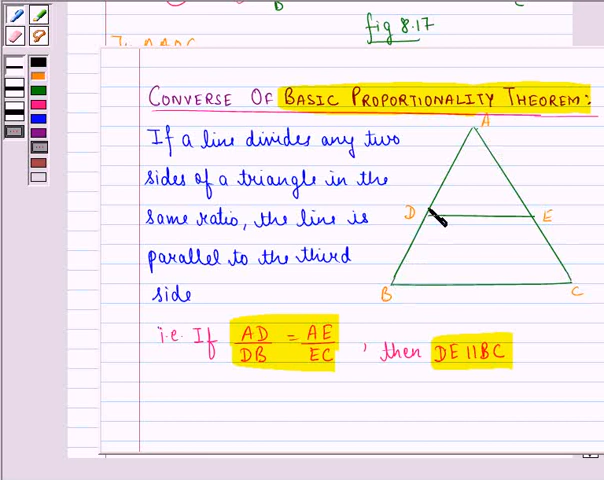 B
fig 8.17
CONVERSE OF BASIC PROPORTIONALITY THEOREM:
If a line divides any two
sides of a triangle in the
same ratio, the line is
parallel to the third
side
A
D
E
B
C
i.e. If AD/DB = AE/EC , then DE||BC